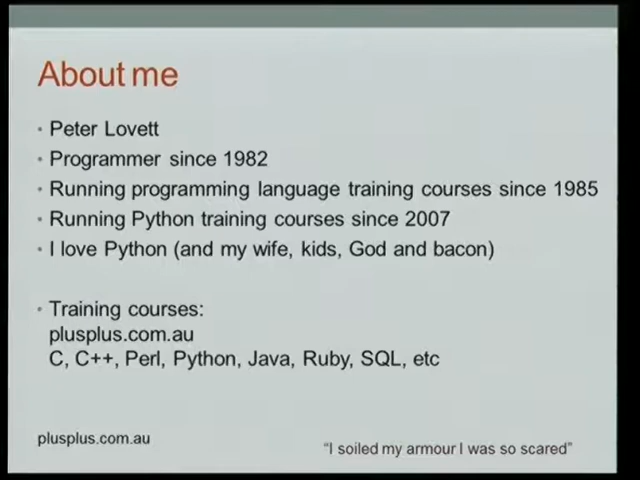 About me
Peter Lovett
Programmer since 1982
Running programming language training courses since 1985
Running Python training courses since 2007
I love Python (and my wife, kids, God and bacon)
Training courses:
plusplus.com.au
C, C++, Perl, Python, Java, Ruby, SQL, etc
plusplus.com.au
“I soiled my armour I was so scared”